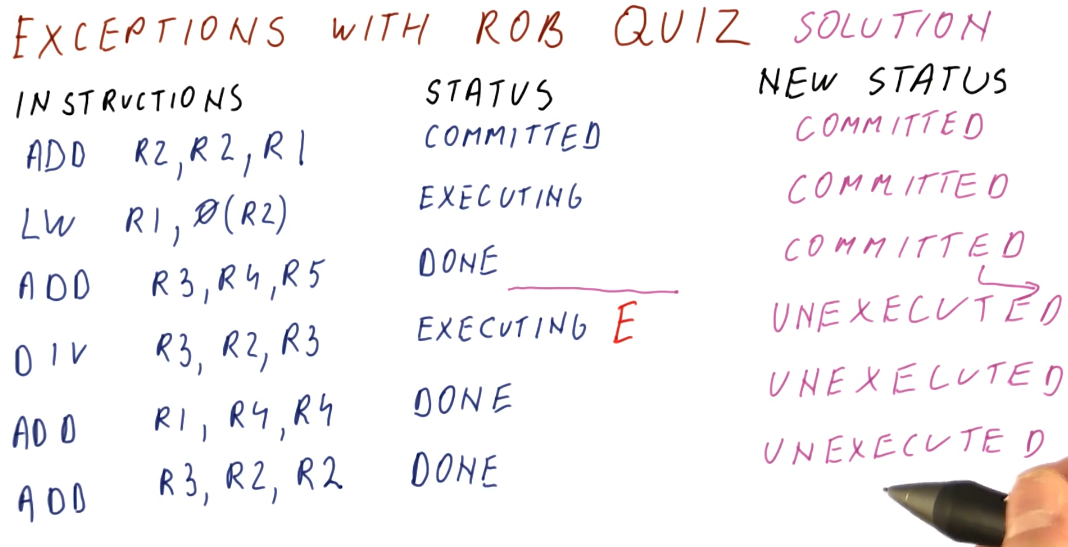 EXCEPTIONS WITH ROB QUIZ SOLUTION
INSTRUCTIONS STATUS NEW STATUS
ADD R2, R2, R1 COMMITTED COMMITTED
LW R1, 0(R2) EXECUTING COMMITTED
ADD R3, R4, R5 DONE COMMITTED
DIV R3, R2, R3 EXECUTING E UNEXECUTED
ADD R1, R4, R4 DONE UNEXECUTED
ADD R3, R2, R2 DONE UNEXECUTED